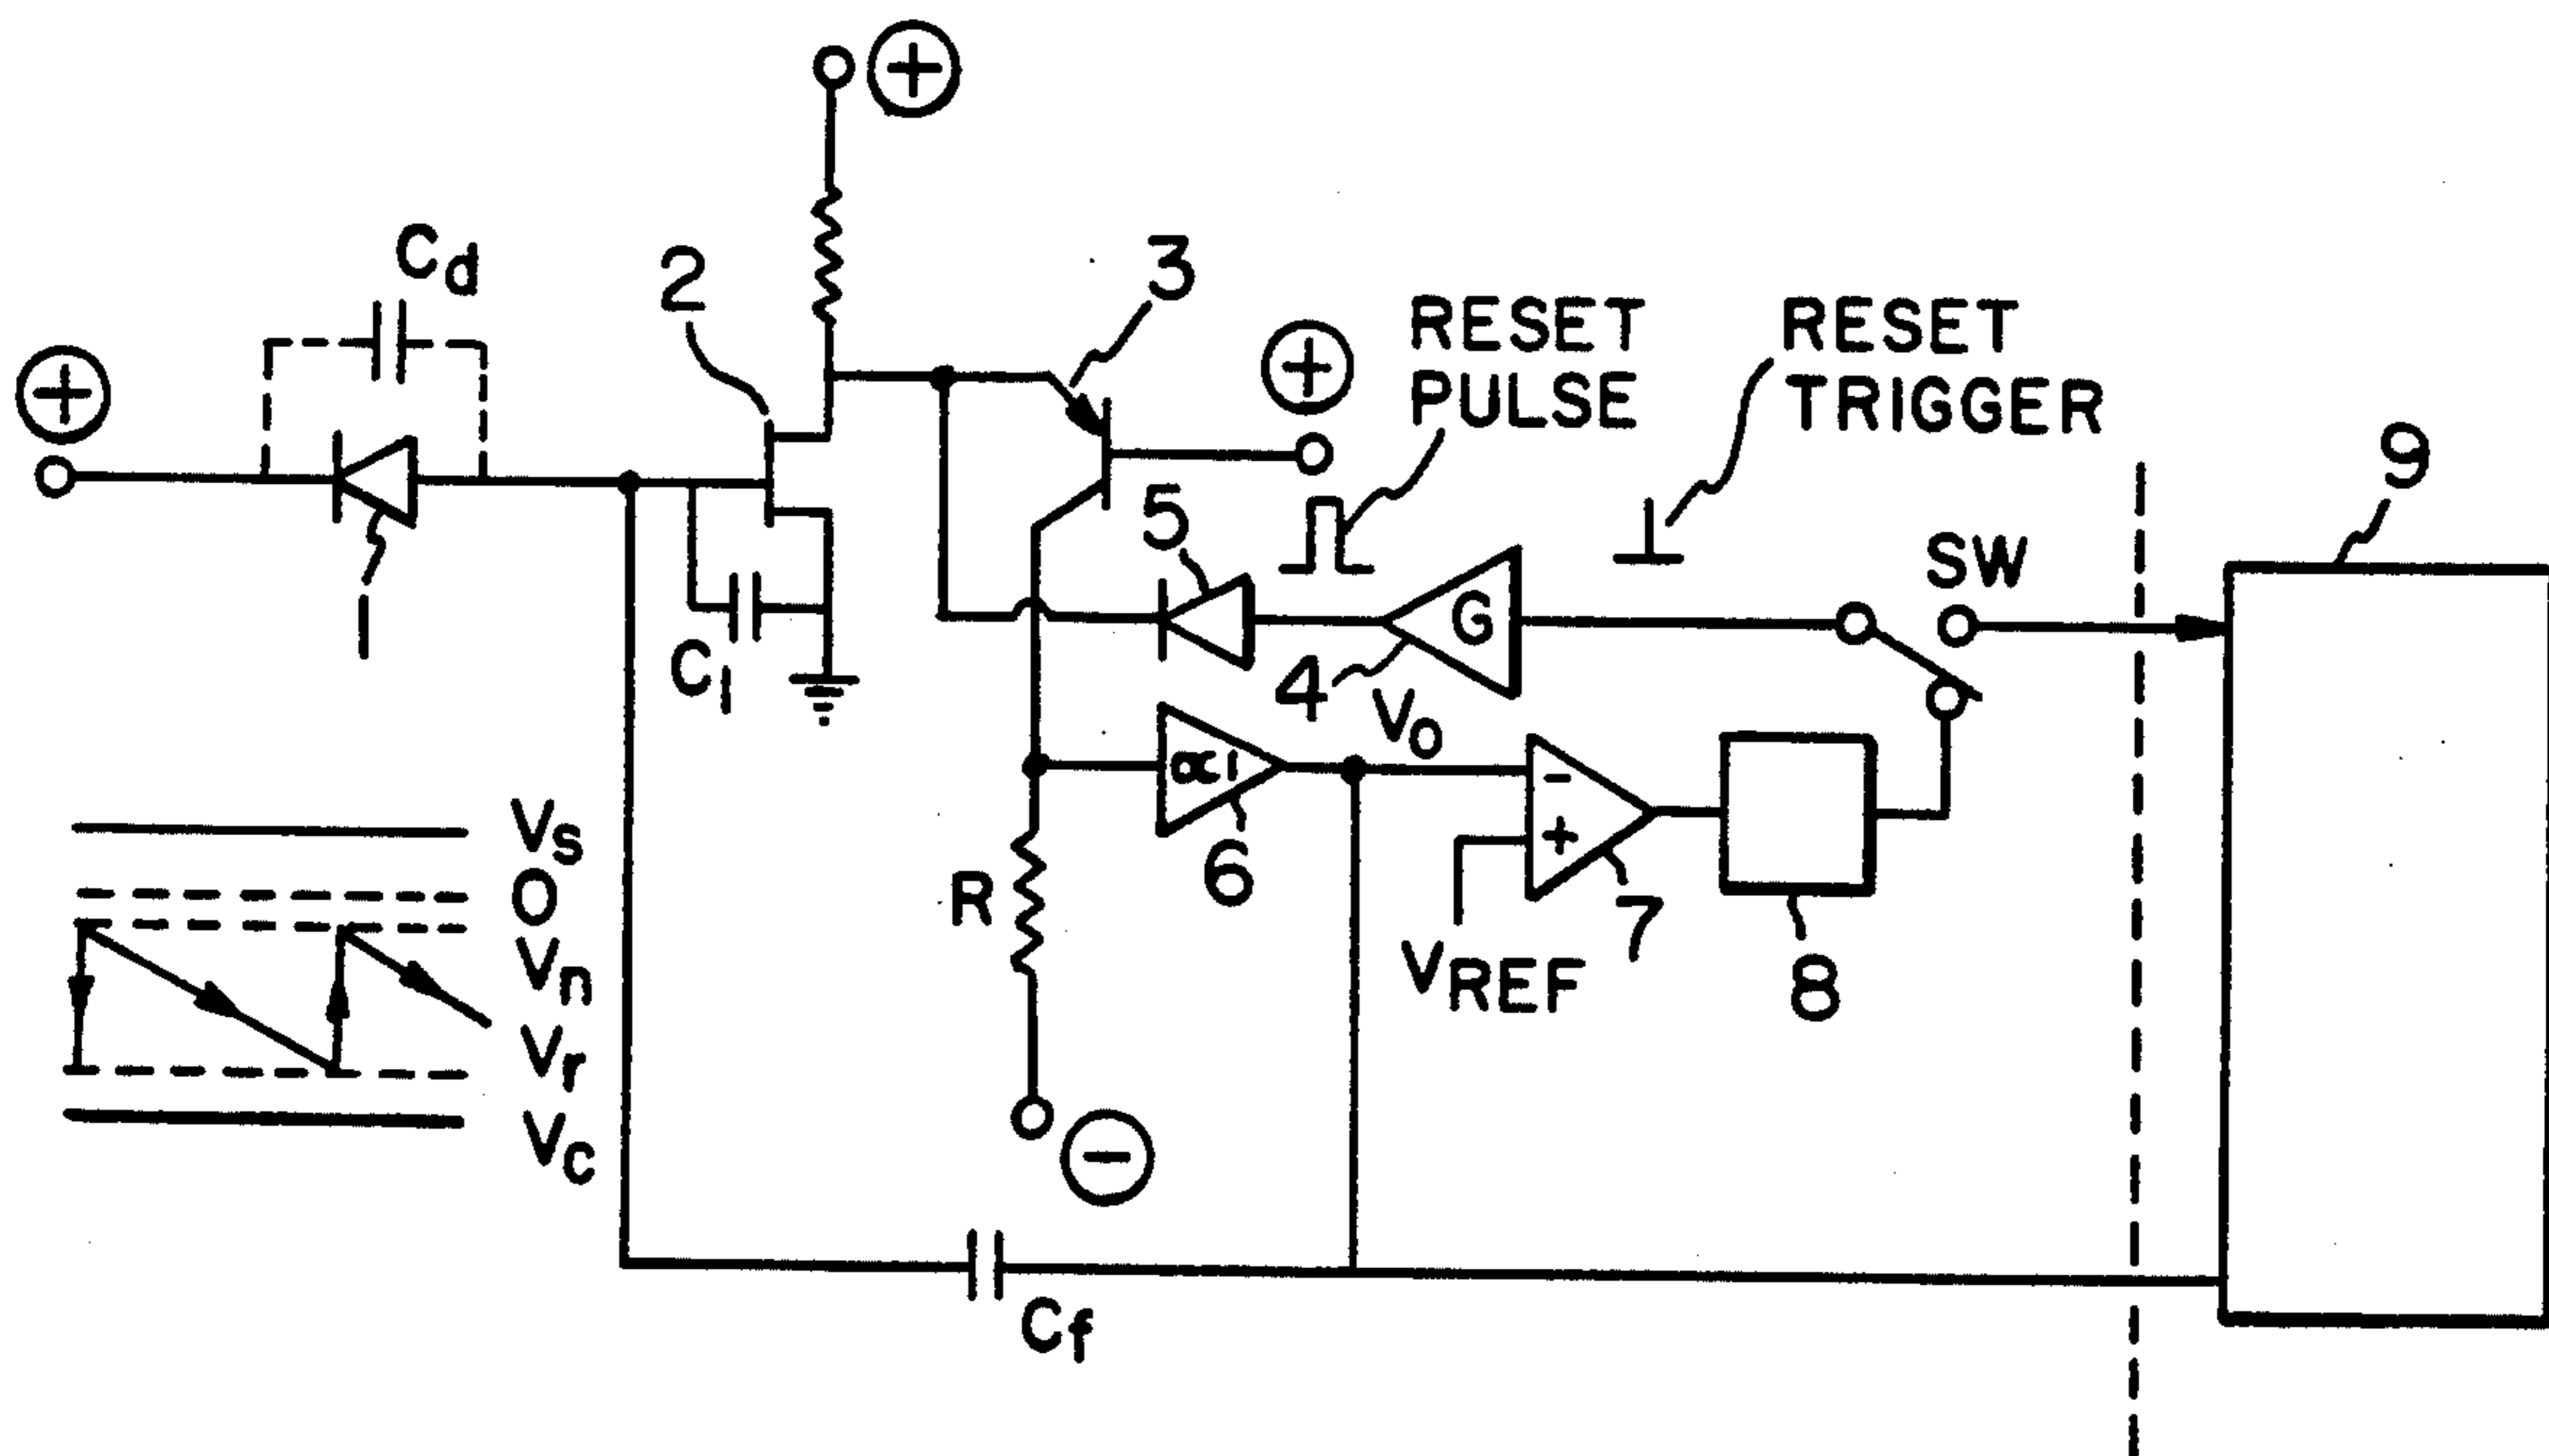 +
Cd
2
3
+
RESET
PULSE
RESET
TRIGGER
+
9
5
SW
1
C1
G
4
Vo
∝1
-
+
6
7
8
R
VREF
Vs
O
Vn
Vr
Vc
-
Cf